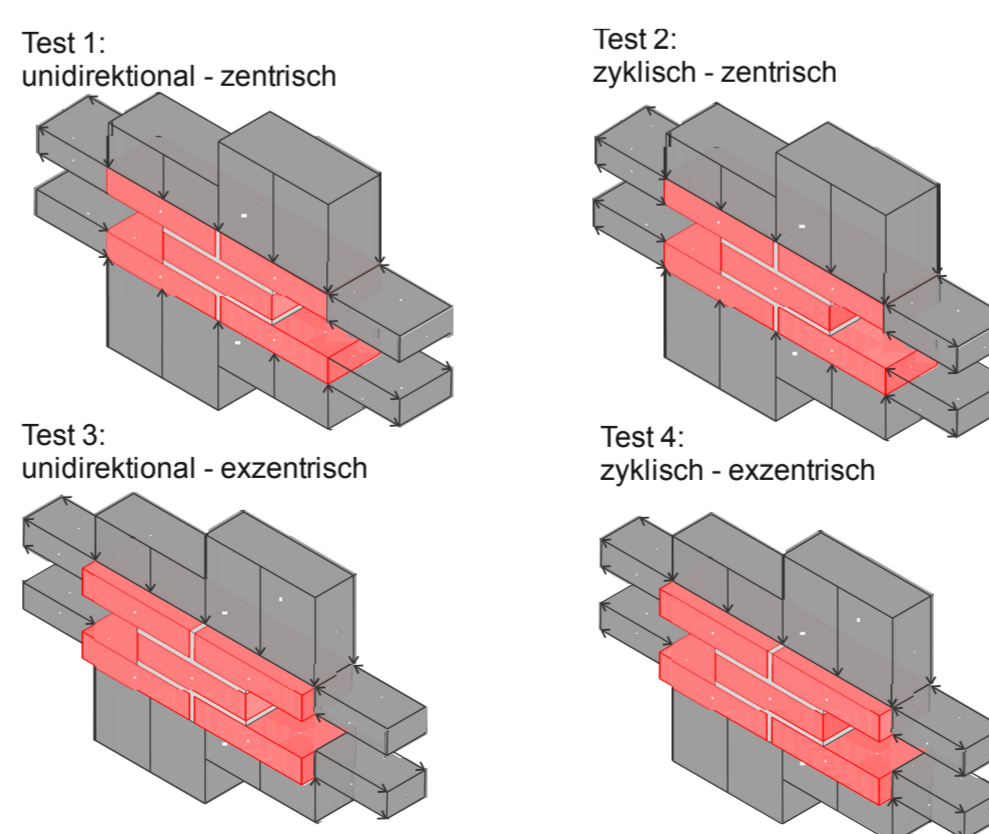 Test 1:
unidirektional - zentrisch
Test 2:
zyklisch - zentrisch
Test 3:
unidirektional - exzentrisch
Test 4:
zyklisch - exzentrisch